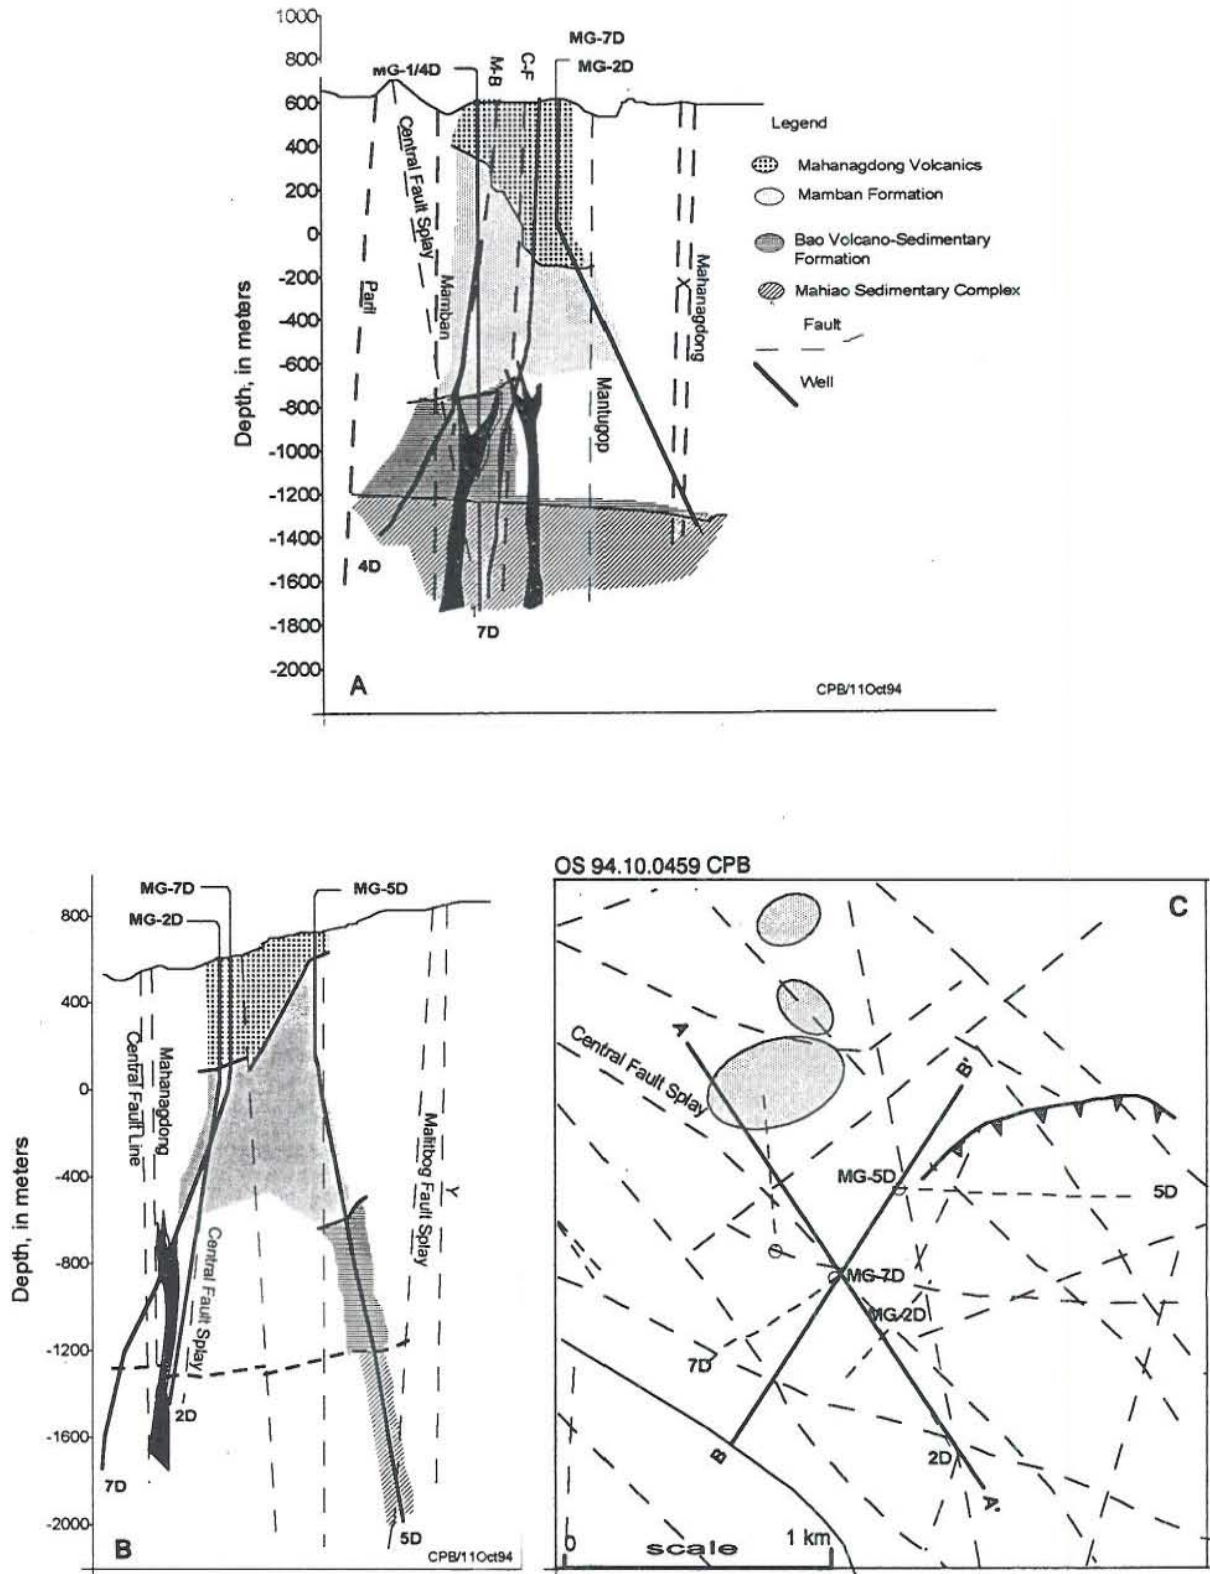 1000
800
600
400
200
0
-200
-400
-600
-800
-1000
-1200
-1400
-1600
-1800
-2000
Depth, in meters
MG-1/4D
M-B
C-F
MG-7D
MG-2D
Central Fault Splay
Mamban
Mantugop
Mahanagdong
X
4D
7D
A
CPB/11Oct94
Legend
Mahanagdong Volcanics
Mamban Formation
Bao Volcano-Sedimentary
Formation
Mahiao Sedimentary Complex
Fault
Well
MG-7D
MG-5D
MG-2D
800
400
0
-400
-800
-1200
-1600
-2000
Depth, in meters
Central Fault Line
Mahanagdong
Central Fault Splay
Malitbog Fault Splay
Y
2D
7D
5D
B
CPB/11Oct94
OS 94.10.0459 CPB
C
A
Central Fault Splay
B'
MG-5D
5D
MG-7D
MG-2D
7D
2D
B
A'
0
scale
1 km